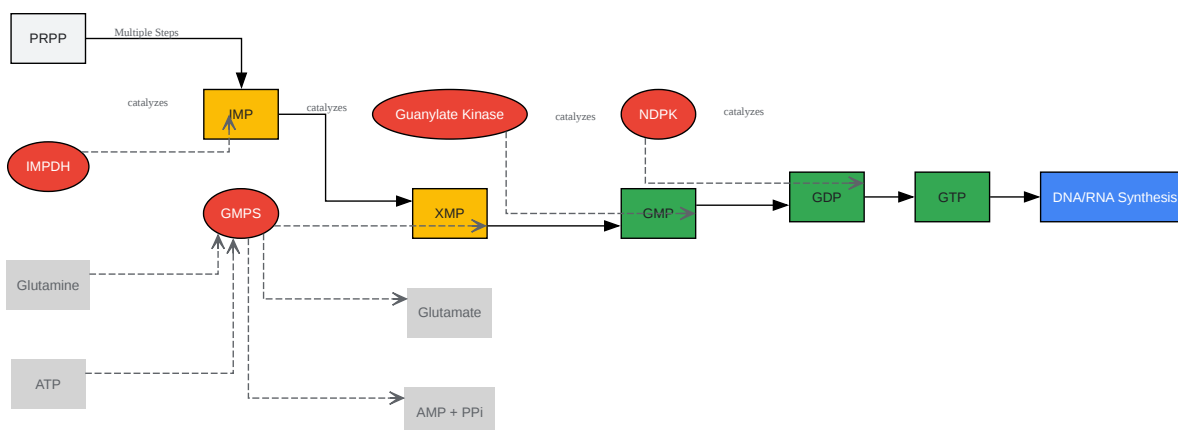 PRPP
Multiple Steps
catalyzes
IMP
catalyzes
Guanylate Kinase
catalyzes
NDPK
catalyzes
IMPDH
GMPS
XMP
GMP
GDP
GTP
DNA/RNA Synthesis
Glutamine
Glutamate
ATP
AMP + PPi